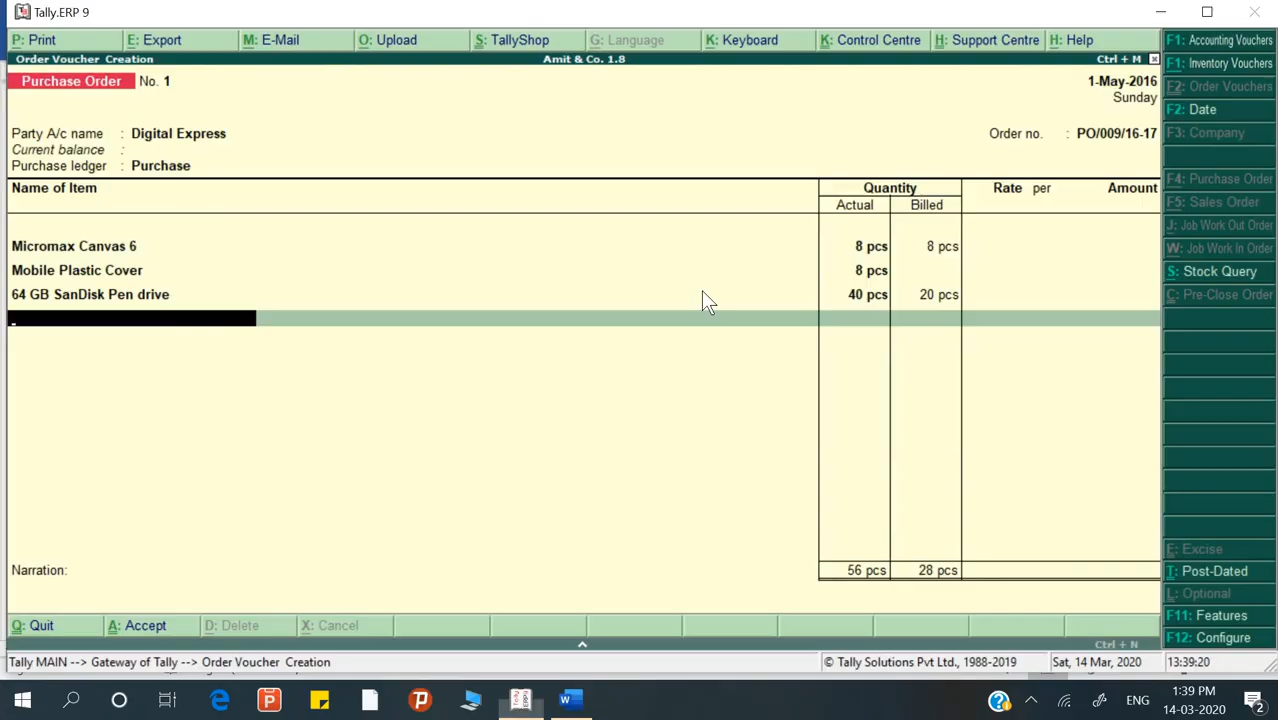 Tally.ERP 9
P: Print E: Export M: E-Mail O: Upload S: TallyShop G: Language K: Keyboard K: Control Centre H: Support Centre H: Help
Order Voucher Creation Amit & Co. 1.8 Ctrl + M
Purchase Order No. 1 1-May-2016
Sunday
Party A/c name : Digital Express Order no. : PO/009/16-17
Current balance :
Purchase ledger : Purchase
Name of Item Quantity Rate per Amount
Actual Billed
Micromax Canvas 6 8 pcs 8 pcs
Mobile Plastic Cover 8 pcs
64 GB SanDisk Pen drive 40 pcs 20 pcs
Narration: 56 pcs 28 pcs
Q: Quit A: Accept D: Delete X: Cancel
Ctrl + N
Tally MAIN --> Gateway of Tally --> Order Voucher Creation © Tally Solutions Pvt Ltd., 1988-2019 Sat, 14 Mar, 2020 13:39:20
F1: Accounting Vouchers
F1: Inventory Vouchers
F2: Order Vouchers
F2: Date
F3: Company
F4: Purchase Order
F5: Sales Order
J: Job Work Out Order
W: Job Work In Order
S: Stock Query
C: Pre-Close Order
E: Excise
T: Post-Dated
L: Optional
F11: Features
F12: Configure
ENG 1:39 PM
14-03-2020 2